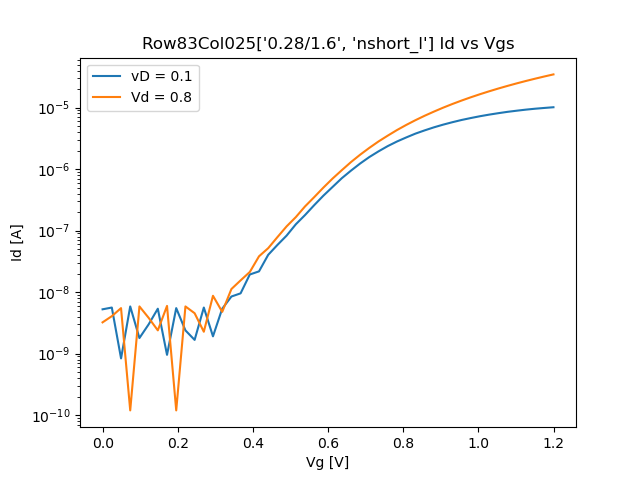 Row83Col025['0.28/1.6', 'nshort_l'] Id vs Vgs
vD = 0.1
Vd = 0.8
Id [A]
10⁻⁵
10⁻⁶
10⁻⁷
10⁻⁸
10⁻⁹
10⁻¹⁰
0.0 0.2 0.4 0.6 0.8 1.0 1.2
Vg [V]